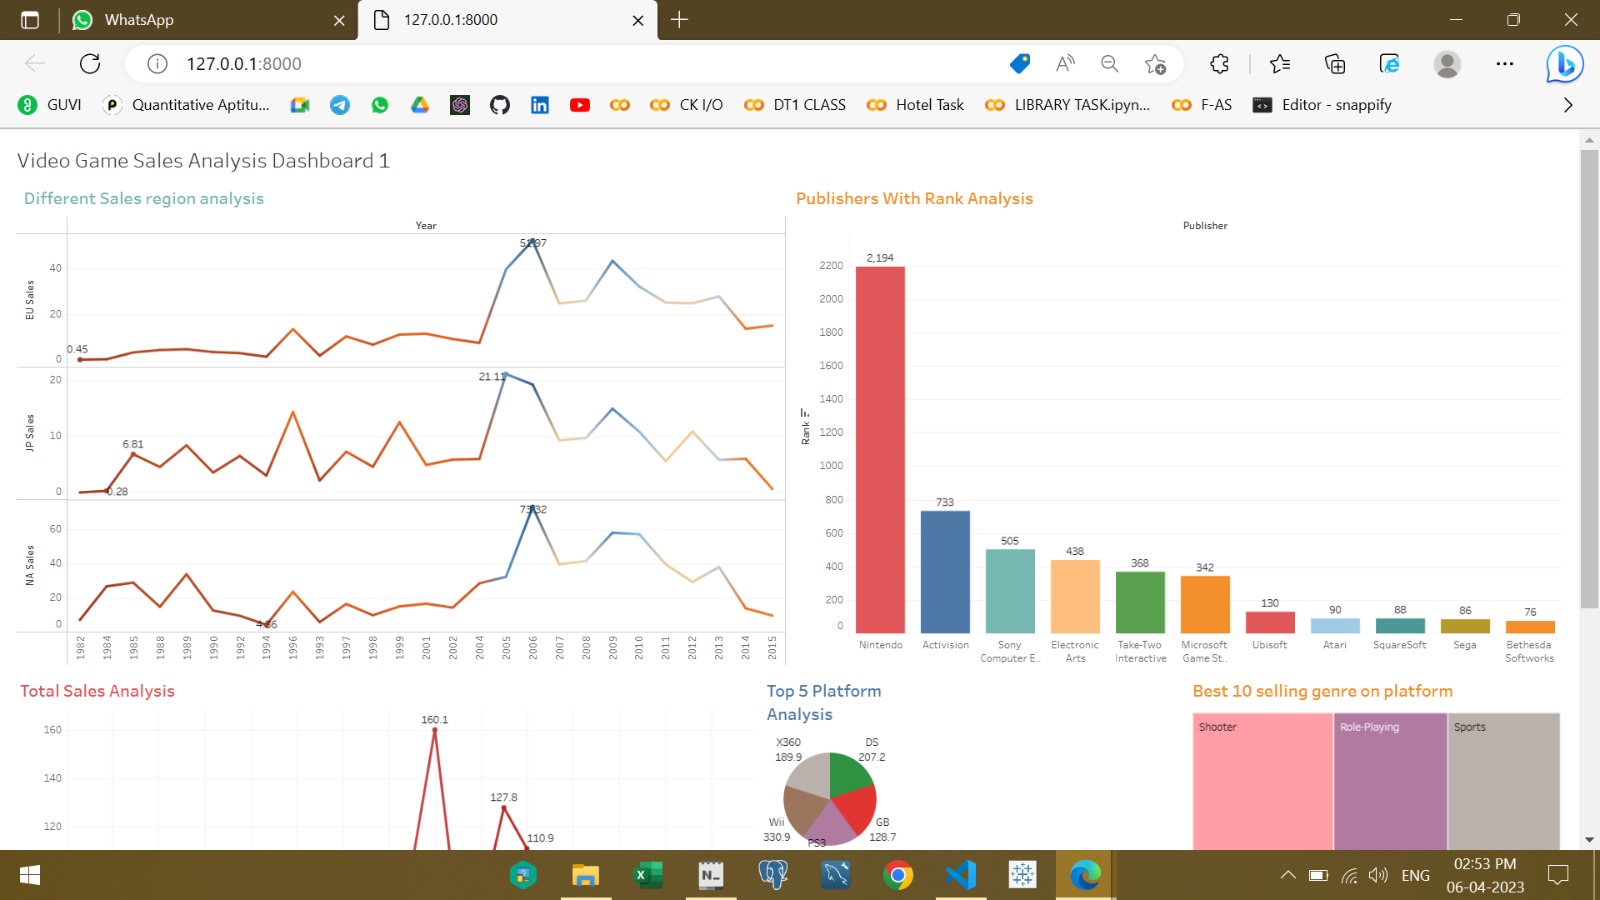 WhatsApp
127.0.0.1:8000
127.0.0.1:8000
GUVI
Quantitative Aptitu...
CK I/O
DT1 CLASS
Hotel Task
LIBRARY TASK.ipyn...
F-AS
Editor - snappify
Video Game Sales Analysis Dashboard 1
Different Sales region analysis
Year
EU Sales
40
20
0
51.97
0.45
JP Sales
20
10
0
21.11
6.81
0.28
NA Sales
60
40
20
0
73.32
4.36
1982 1984 1985 1988 1989 1990 1992 1994 1996 1993 1997 1998 1999 2001 2002 2004 2005 2006 2007 2008 2009 2010 2011 2012 2013 2014 2015
Publishers With Rank Analysis
Publisher
Rank
2200
2000
1800
1600
1400
1200
1000
800
600
400
200
0
2,194
733
505
438
368
342
130
90
88
86
76
Nintendo
Activision
Sony
Computer E..
Electronic
Arts
Take-Two
Interactive
Microsoft
Game St..
Ubisoft
Atari
SquareSoft
Sega
Bethesda
Softworks
Total Sales Analysis
160
140
120
160.1
127.8
110.9
Top 5 Platform
Analysis
X360
189.9
DS
207.2
Wii
330.9
GB
128.7
PS3
Best 10 selling genre on platform
Shooter
Role-Playing
Sports
ENG
02:53 PM
06-04-2023